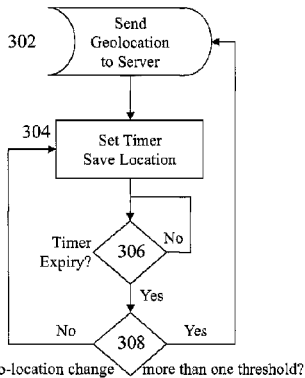 302
Send
Geolocation
to Server
304
Set Timer
Save Location
Timer
Expiry?
306
No
Yes
No
308
Yes
o-location change more than one threshold?